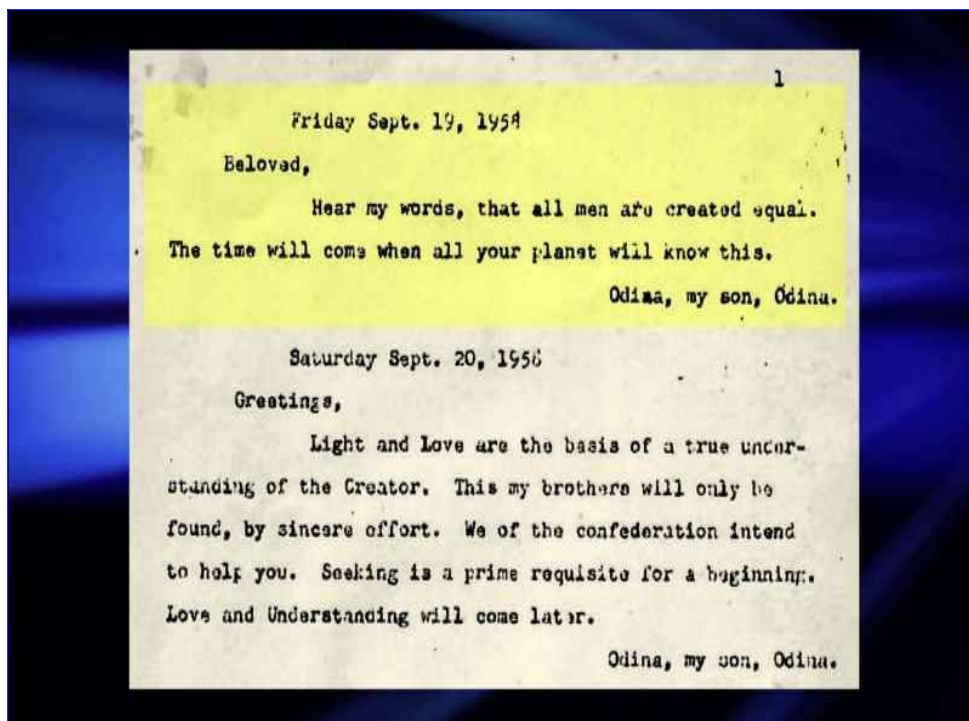 1
Friday Sept. 19, 1958
Beloved,
Hear my words, that all men are created equal.
The time will come when all your planet will know this.
Odina, my son, Odina.
Saturday Sept. 20, 1958
Greetings,
Light and Love are the basis of a true under-
standing of the Creator. This my brothers will only be
found, by sincere effort. We of the confederation intend
to help you. Seeking is a prime requisite for a beginning.
Love and Understanding will come later.
Odina, my son, Odina.